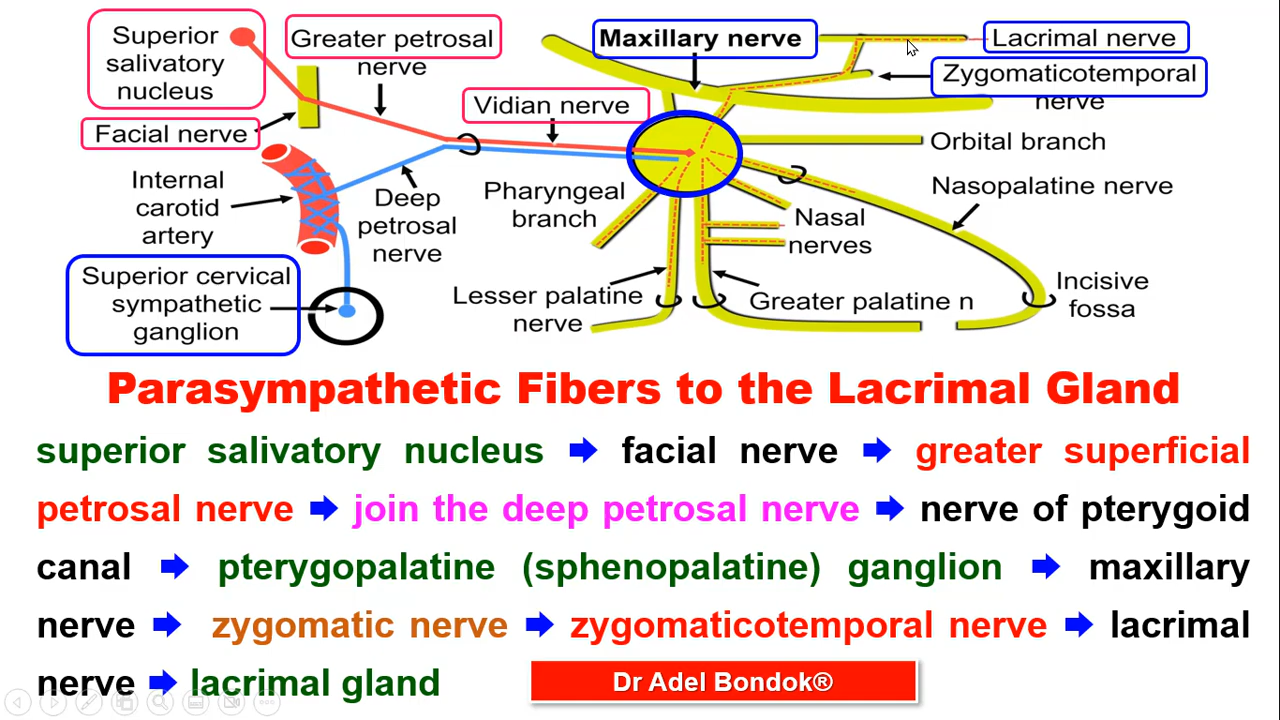 Superior
salivatory
nucleus
Greater petrosal
nerve
Maxillary nerve
Lacrimal nerve
Zygomaticotemporal
nerve
Vidian nerve
Facial nerve
Orbital branch
Internal
carotid
artery
Deep
petrosal
nerve
Pharyngeal
branch
Nasopalatine nerve
Nasal
nerves
Superior cervical
sympathetic
ganglion
Lesser palatine
nerve
Greater palatine n
Incisive
fossa
Parasympathetic Fibers to the Lacrimal Gland
superior salivatory nucleus ➡ facial nerve ➡ greater superficial
petrosal nerve ➡ join the deep petrosal nerve ➡ nerve of pterygoid
canal ➡ pterygopalatine (sphenopalatine) ganglion ➡ maxillary
nerve ➡ zygomatic nerve ➡ zygomaticotemporal nerve ➡ lacrimal
nerve ➡ lacrimal gland
Dr Adel Bondok®